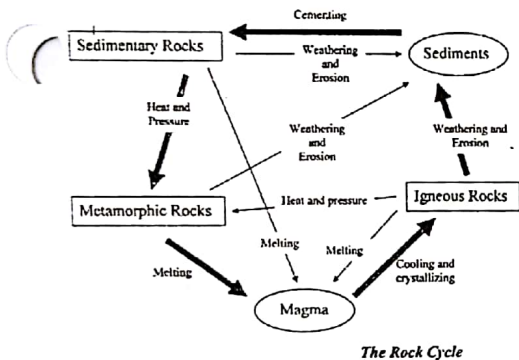 Cementing
Sedimentary Rocks
Weathering
and
Erosion
Sediments
Heat and
Pressure
Weathering
and
Erosion
Weathering and
Erosion
Metamorphic Rocks
Heat and pressure
Igneous Rocks
Melting
Melting
Melting
Cooling and
crystallizing
Magma
The Rock Cycle